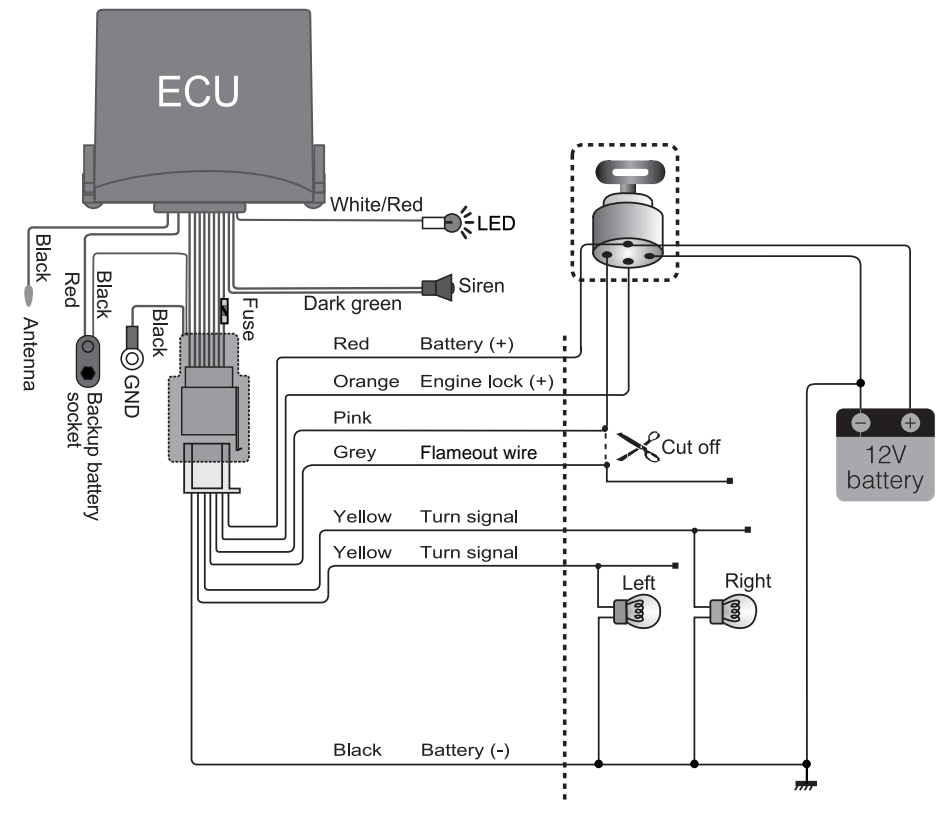 ECU
White/Red
LED
Siren
Dark green
Black
Red
Black
Black
Fuse
Antenna
GND
Backup battery
socket
Red Battery (+)
Orange Engine lock (+)
Pink
Grey Flameout wire
Cut off
Yellow Turn signal
Yellow Turn signal
Left
Right
Black Battery (-)
− +
12V
battery